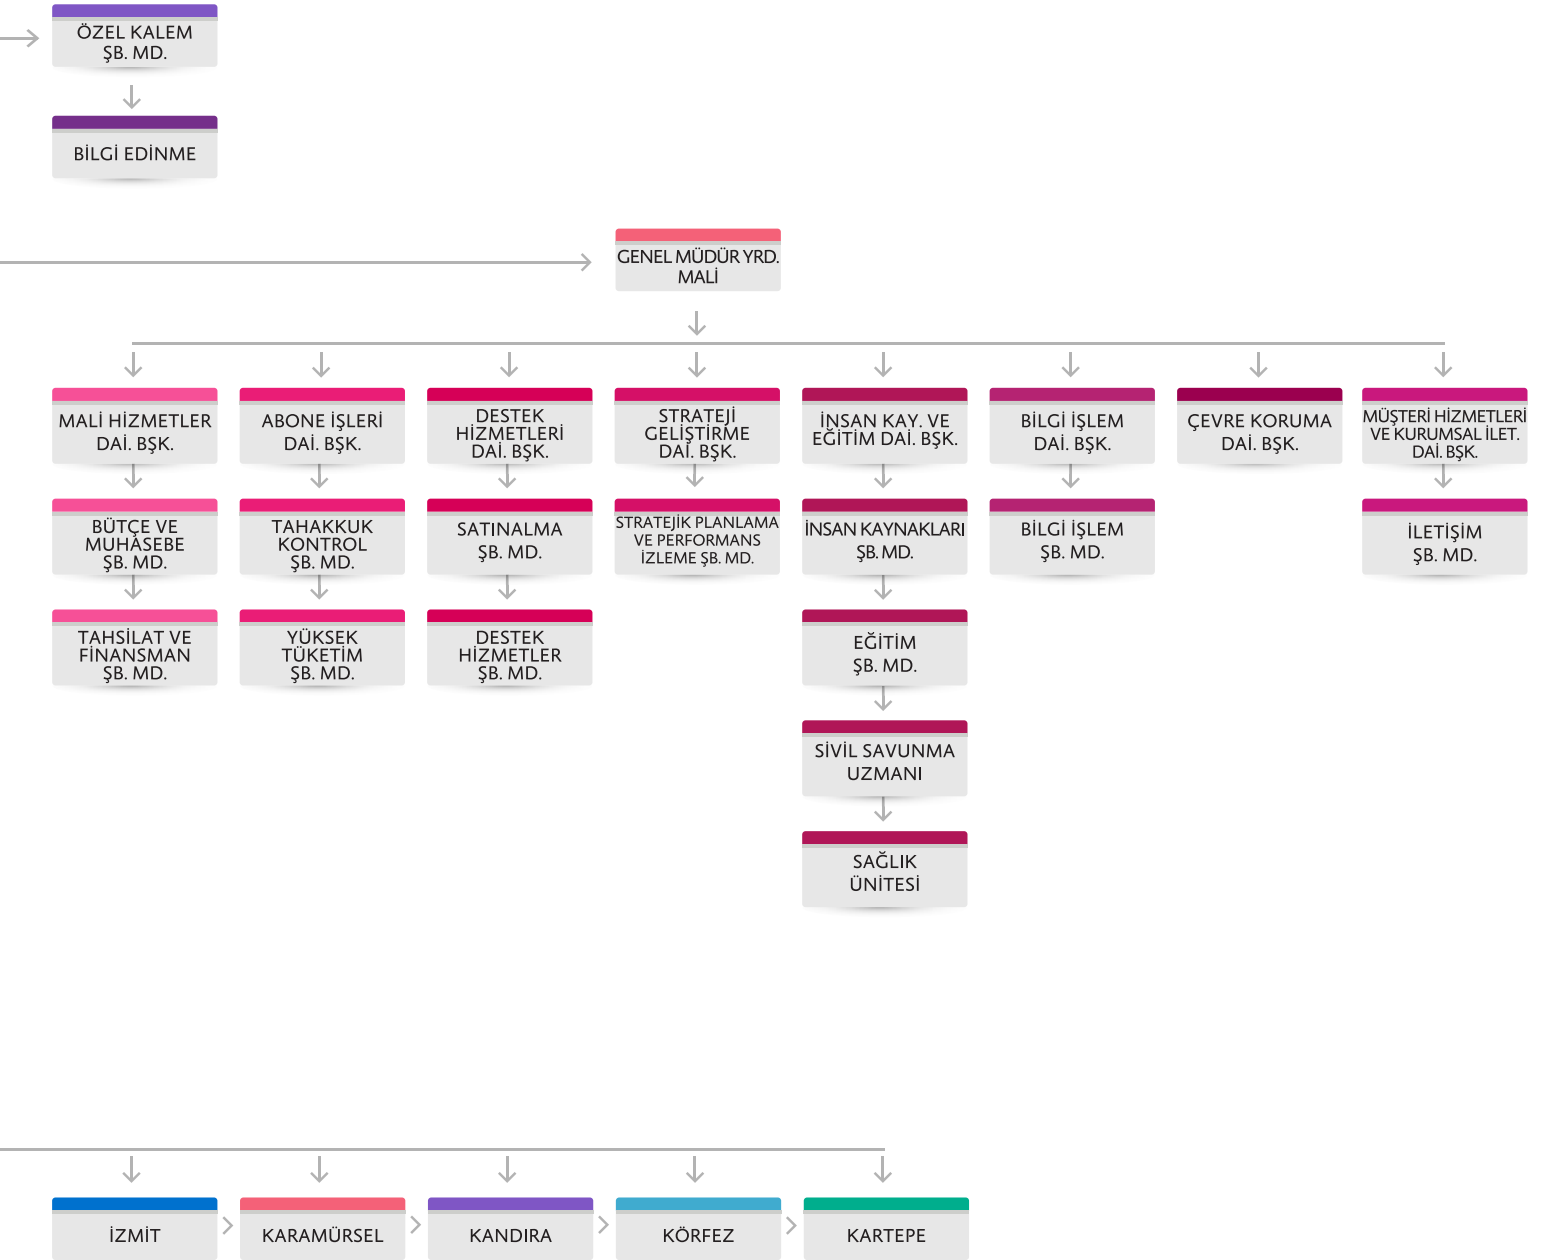 ÖZEL KALEM
ŞB. MD.
BİLGİ EDİNME
GENEL MÜDÜR YRD.
MALİ
MALİ HİZMETLER
DAİ. BŞK.
ABONE İŞLERİ
DAİ. BŞK.
DESTEK
HİZMETLERİ
DAİ. BŞK.
STRATEJİ
GELİŞTİRME
DAİ. BŞK.
İNSAN KAY. VE
EĞİTİM DAİ. BŞK.
BİLGİ İŞLEM
DAİ. BŞK.
ÇEVRE KORUMA
DAİ. BŞK.
MÜŞTERİ HİZMETLERİ
VE KURUMSAL İLET.
DAİ. BŞK.
BÜTÇE VE
MUHASEBE
ŞB. MD.
TAHAKKUK
KONTROL
ŞB. MD.
SATINALMA
ŞB. MD.
STRATEJİK PLANLAMA
VE PERFORMANS
İZLEME ŞB. MD.
İNSAN KAYNAKLARI
ŞB. MD.
BİLGİ İŞLEM
ŞB. MD.
İLETİŞİM
ŞB. MD.
TAHSİLAT VE
FİNANSMAN
ŞB. MD.
YÜKSEK
TÜKETİM
ŞB. MD.
DESTEK
HİZMETLER
ŞB. MD.
EĞİTİM
ŞB. MD.
SİVİL SAVUNMA
UZMANI
SAĞLIK
ÜNİTESİ
İZMİT
KARAMÜRSEL
KANDIRA
KÖRFEZ
KARTEPE